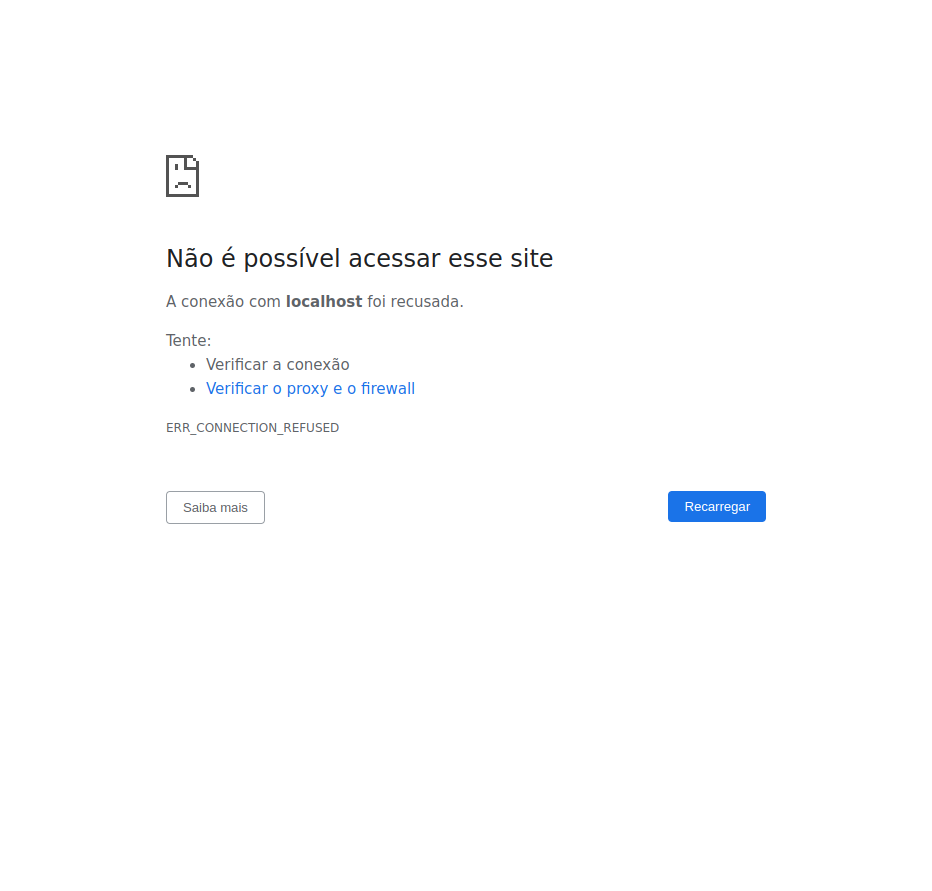 Não é possível acessar esse site
A conexão com localhost foi recusada.
Tente:
Verificar a conexão
Verificar o proxy e o firewall
ERR_CONNECTION_REFUSED
Saiba mais
Recarregar